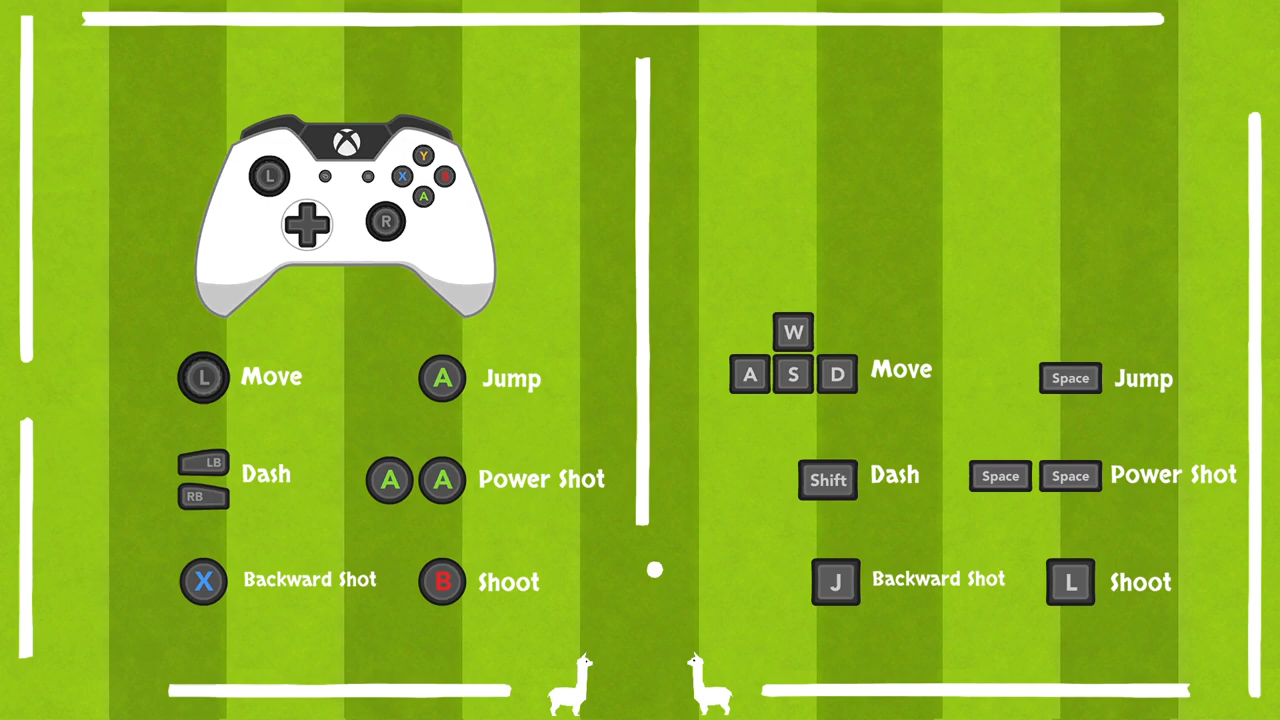 Y
L X B
A
R
L Move
A Jump
LB
RB
Dash
A A Power Shot
X Backward Shot
B Shoot
W
A S D
Move
Space Jump
Shift Dash
Space Space Power Shot
J Backward Shot
L Shoot